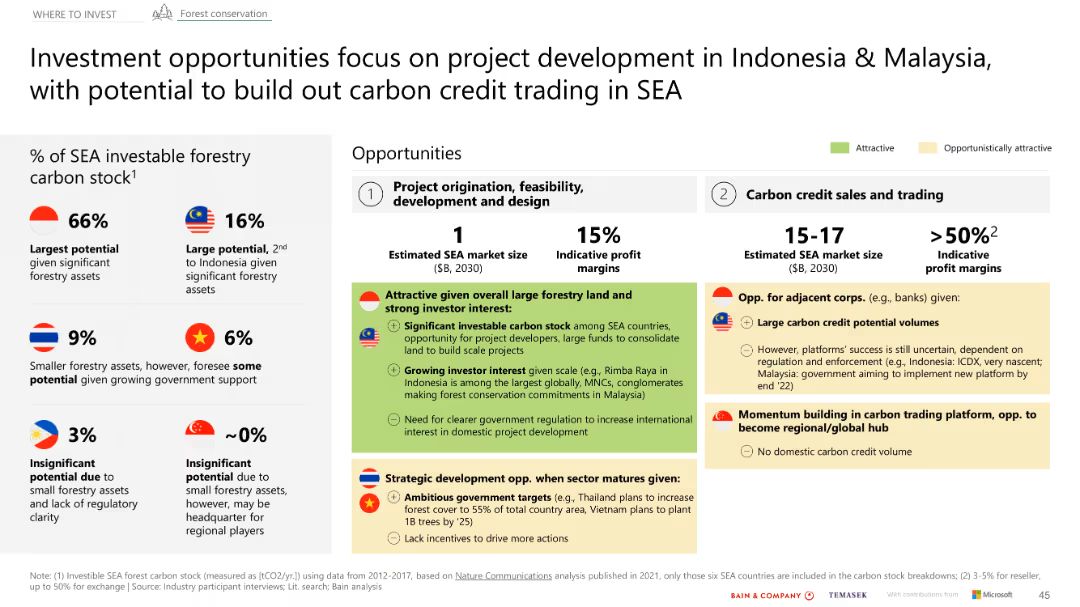 WHERE TO INVEST
Forest conservation
Investment opportunities focus on project development in Indonesia & Malaysia,
with potential to build out carbon credit trading in SEA
% of SEA investable forestry
carbon stock1
66%
Largest potential
given significant
forestry assets
16%
Large potential, 2nd
to Indonesia given
significant forestry
assets
9%
6%
Smaller forestry assets, however, foresee some
potential given growing government support
3%
Insignificant
potential due to
small forestry assets
and lack of regulatory
clarity
~0%
Insignificant
potential due to
small forestry assets,
however, may be
headquarter for
regional players
Opportunities
Attractive
Opportunistically attractive
1
Project origination, feasibility,
development and design
1
Estimated SEA market size
($B, 2030)
15%
Indicative profit
margins
Attractive given overall large forestry land and
strong investor interest:
+ Significant investable carbon stock among SEA countries,
opportunity for project developers, large funds to consolidate
land to build scale projects
+ Growing investor interest given scale (e.g., Rimba Raya in
Indonesia is among the largest globally, MNCs, conglomerates
making forest conservation commitments in Malaysia)
− Need for clearer government regulation to increase international
interest in domestic project development
Strategic development opp. when sector matures given:
+ Ambitious government targets (e.g., Thailand plans to increase
forest cover to 55% of total country area, Vietnam plans to plant
1B trees by '25)
− Lack incentives to drive more actions
2
Carbon credit sales and trading
15-17
Estimated SEA market size
($B, 2030)
>50%2
Indicative
profit margins
Opp. for adjacent corps. (e.g., banks) given:
+ Large carbon credit potential volumes
− However, platforms' success is still uncertain, dependent on
regulation and enforcement (e.g., Indonesia: ICDX, very nascent;
Malaysia: government aiming to implement new platform by
end '22)
Momentum building in carbon trading platform, opp. to
become regional/global hub
− No domestic carbon credit volume
Note: (1) Investible SEA forest carbon stock (measured as [tCO2/yr.]) using data from 2012-2017, based on Nature Communications analysis published in 2021, only those six SEA countries are included in the carbon stock breakdowns; (2) 3-5% for reseller,
up to 50% for exchange | Source: Industry participant interviews; Lit. search; Bain analysis
BAIN & COMPANY
TEMASEK
With contributions from
Microsoft
45